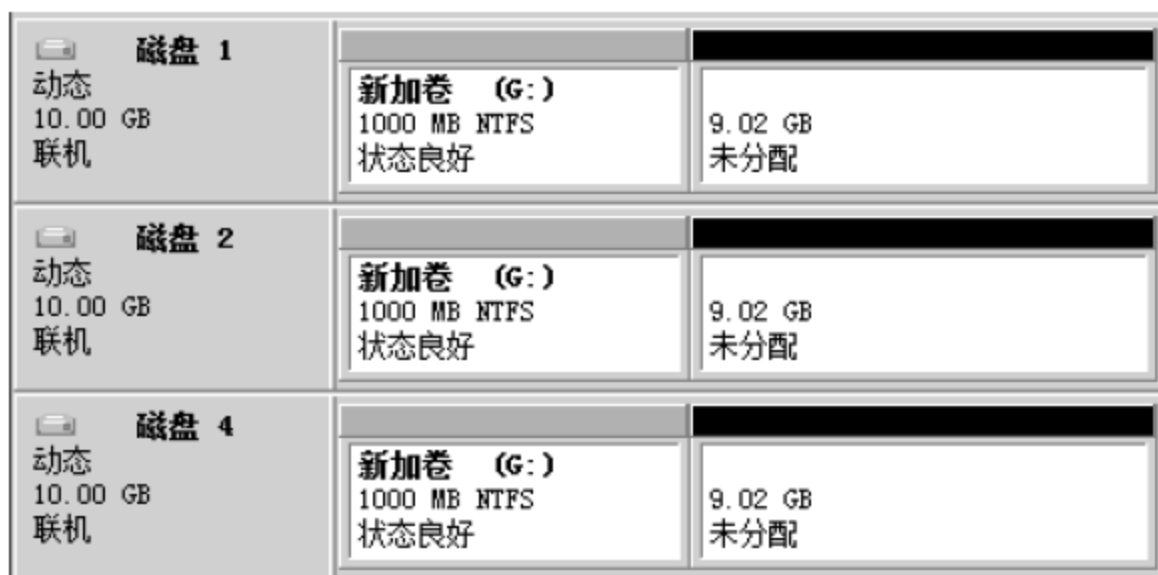 磁盘 1
动态
10.00 GB
联机
新加卷 (G:)
1000 MB NTFS
状态良好
9.02 GB
未分配
磁盘 2
动态
10.00 GB
联机
新加卷 (G:)
1000 MB NTFS
状态良好
9.02 GB
未分配
磁盘 4
动态
10.00 GB
联机
新加卷 (G:)
1000 MB NTFS
状态良好
9.02 GB
未分配